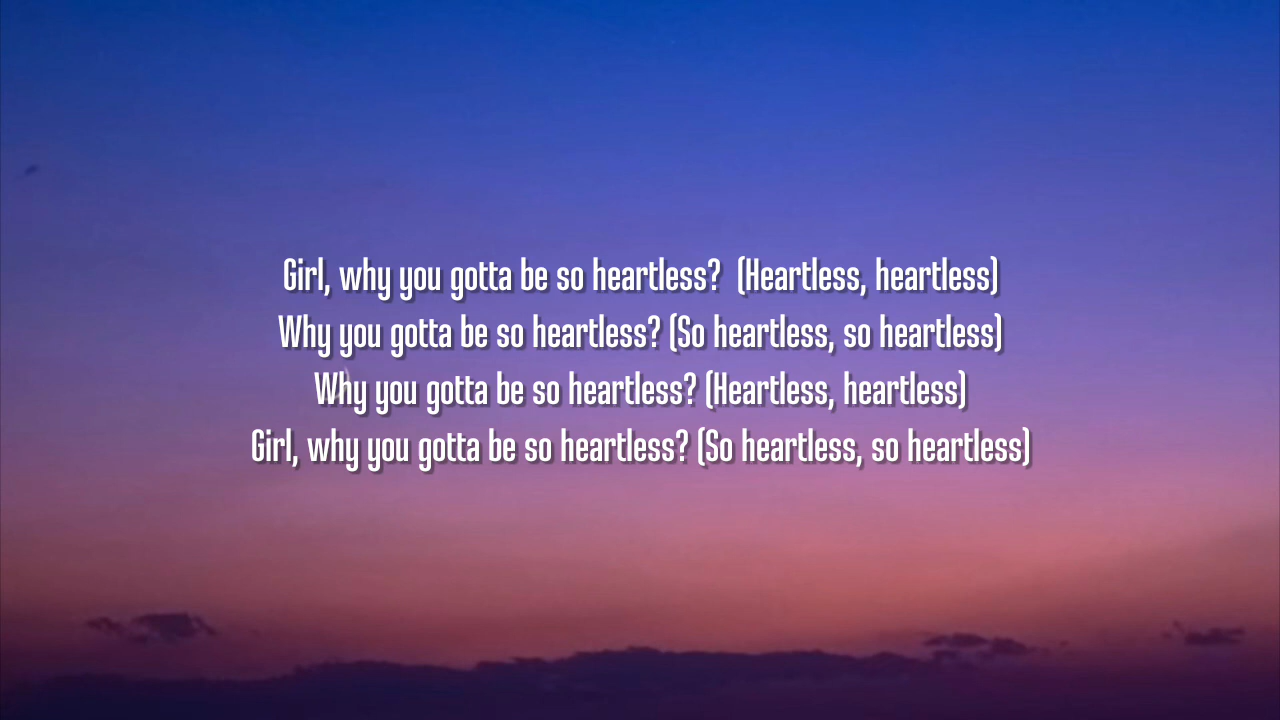 Girl, why you gotta be so heartless?  (Heartless, heartless)
Why you gotta be so heartless? (So heartless, so heartless)
Why you gotta be so heartless? (Heartless, heartless)
Girl, why you gotta be so heartless? (So heartless, so heartless)